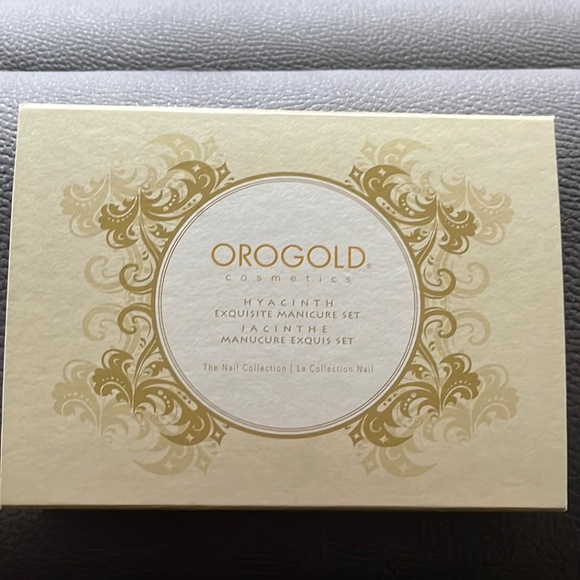 OROGOLD®
cosmetics
HYACINTH
EXQUISITE MANICURE SET
JACINTHE
MANUCURE EXQUIS SET
The Nail Collection | La Collection Nail